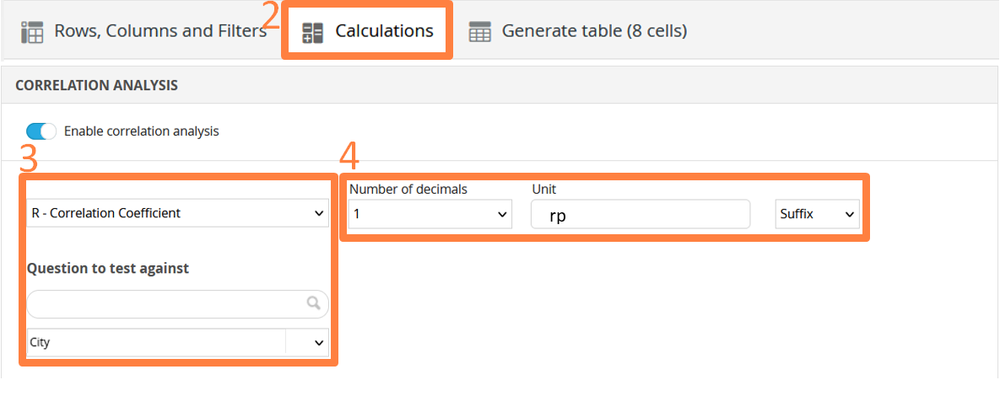 2
Rows, Columns and Filters
Calculations
Generate table (8 cells)
CORRELATION ANALYSIS
Enable correlation analysis
3
4
Number of decimals
Unit
R - Correlation Coefficient
1
rp
Suffix
Question to test against
City